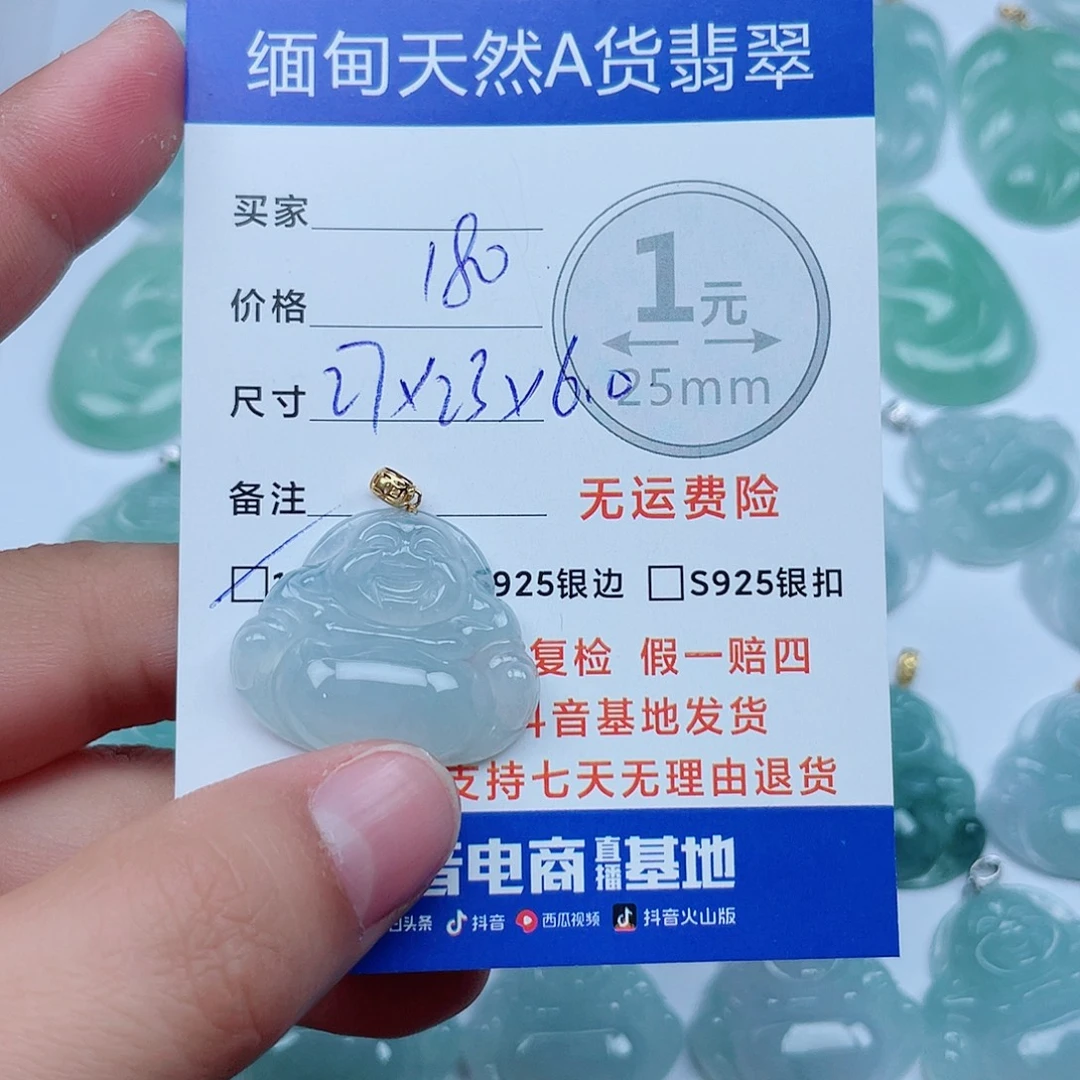 缅甸天然A货翡翠
买家
180
价格
1元
尺寸 27×23×6.0
25mm
备注
无运费险
S925银边 □S925银扣
复检 假一赔四
抖音基地发货
支持七天无理由退货
音电商直播基地
头条 抖音 西瓜视频 抖音火山版